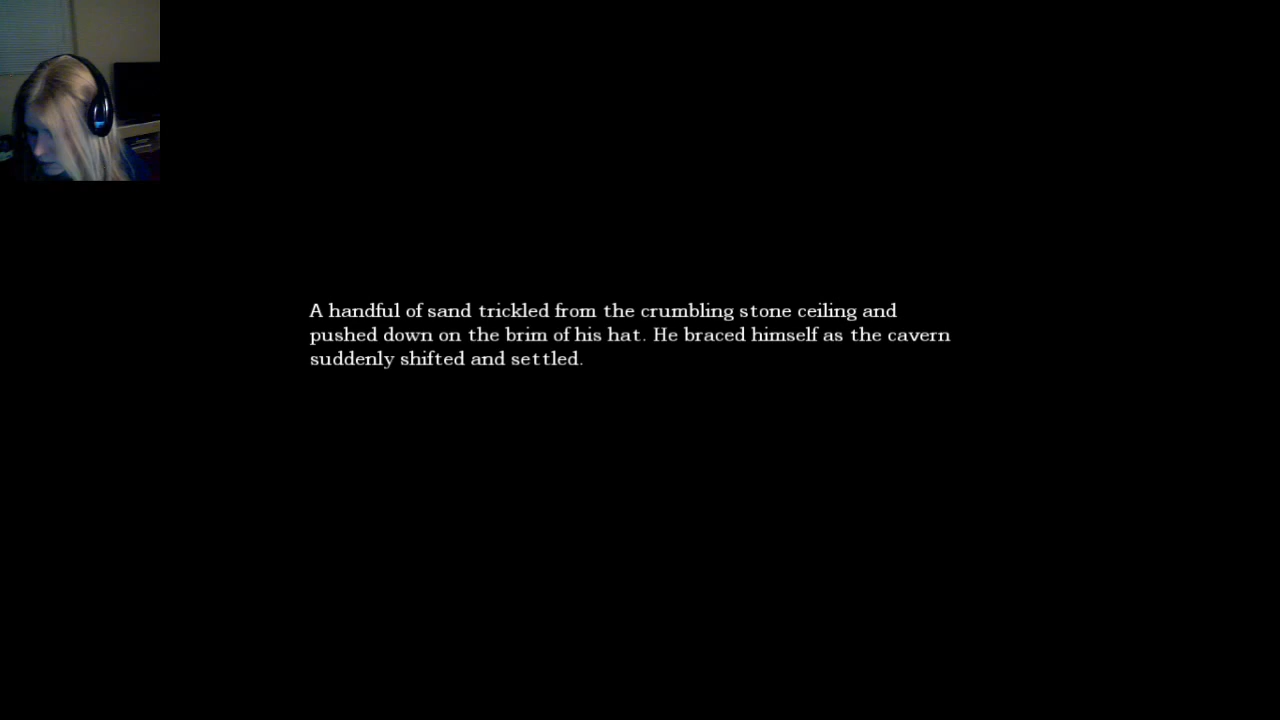 A handful of sand trickled from the crumbling stone ceiling and
pushed down on the brim of his hat. He braced himself as the cavern
suddenly shifted and settled.